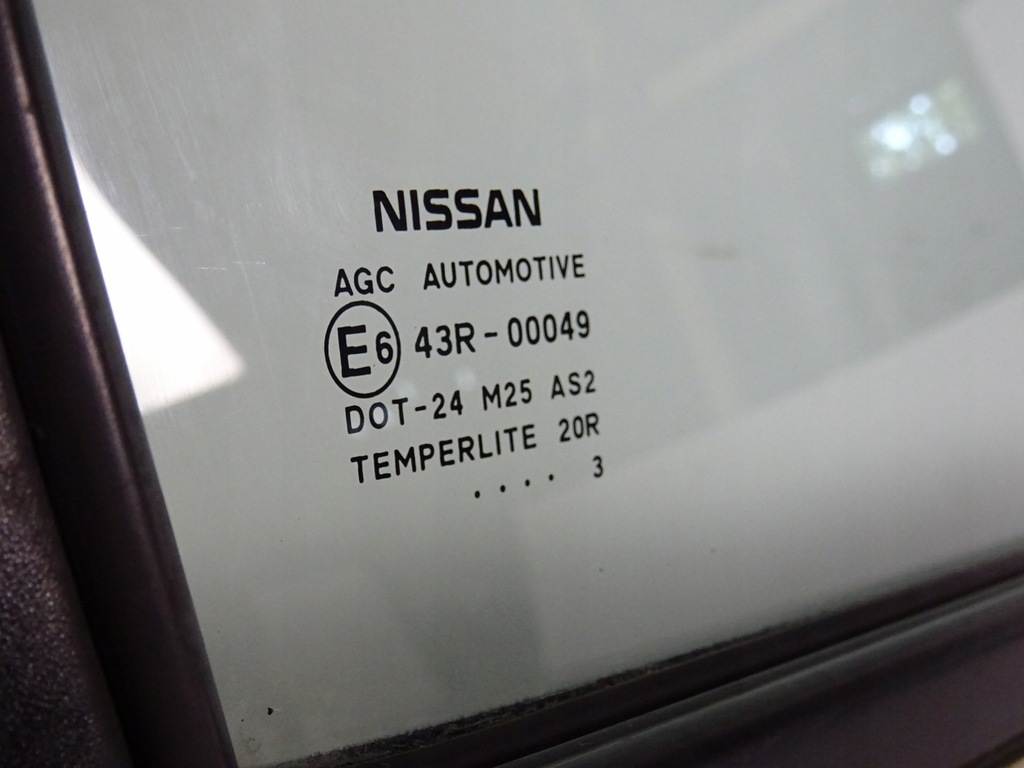 NISSAN
AGC AUTOMOTIVE
E6 43R-00049
DOT-24 M25 AS2
TEMPERLITE 20R
.... 3